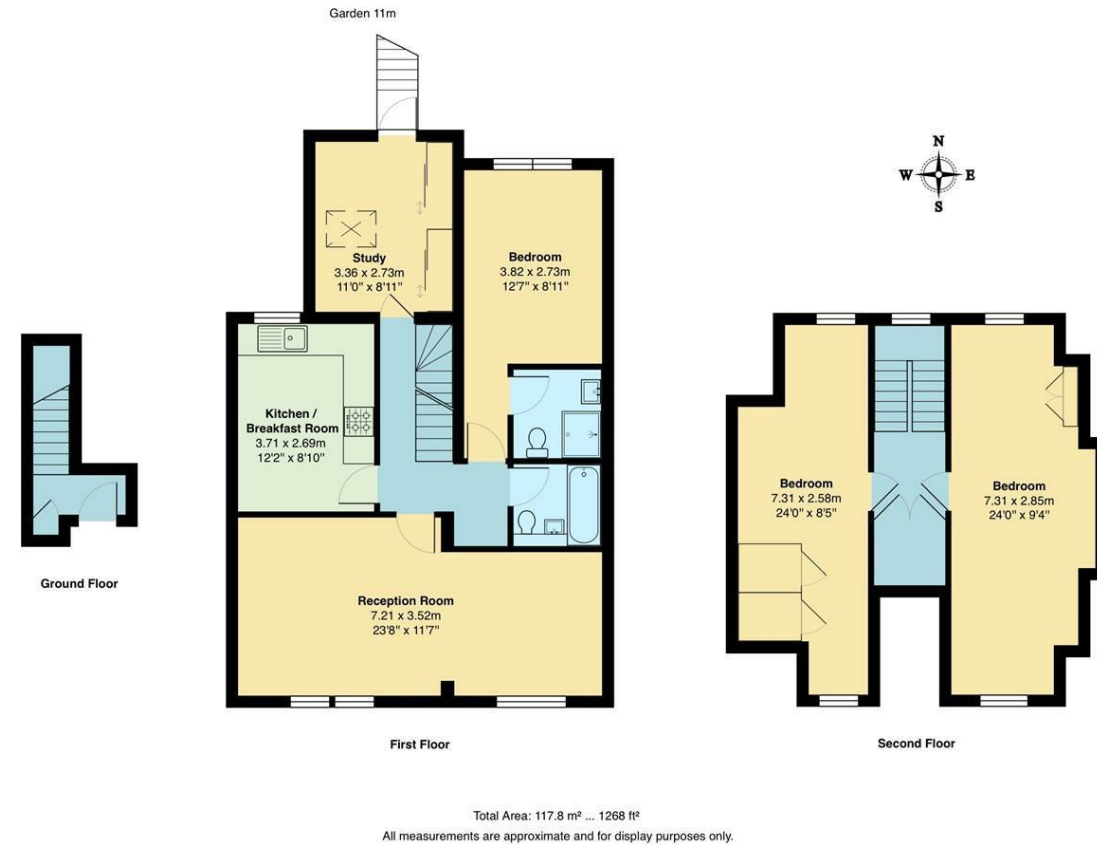 Garden 11m
N
W E
S
Study
3.36 x 2.73m
11'0" x 8'11"
Bedroom
3.82 x 2.73m
12'7" x 8'11"
Kitchen /
Breakfast Room
3.71 x 2.69m
12'2" x 8'10"
Bedroom
7.31 x 2.58m
24'0" x 8'5"
Bedroom
7.31 x 2.85m
24'0" x 9'4"
Ground Floor
Reception Room
7.21 x 3.52m
23'8" x 11'7"
First Floor
Second Floor
Total Area: 117.8 m² ... 1268 ft²
All measurements are approximate and for display purposes only.